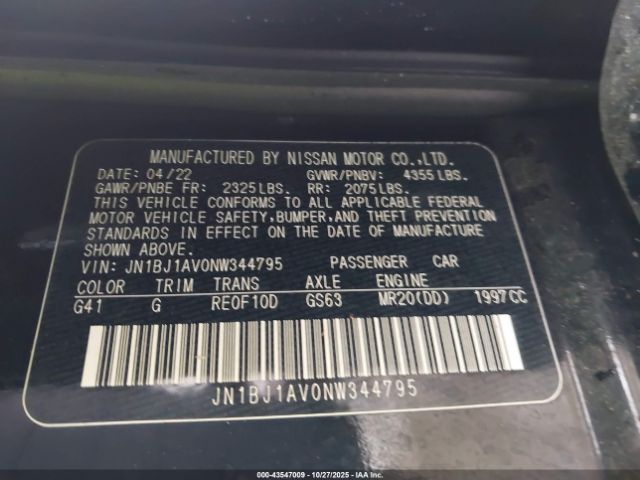 MANUFACTURED BY NISSAN MOTOR CO.,LTD.
DATE: 04/22 GVWR/PNBV: 4355 LBS.
GAWR/PNBE FR: 2325 LBS. RR: 2075 LBS.
THIS VEHICLE CONFORMS TO ALL APPLICABLE FEDERAL
MOTOR VEHICLE SAFETY, BUMPER, AND THEFT PREVENTION
STANDARDS IN EFFECT ON THE DATE OF MANUFACTURE
SHOWN ABOVE.
VIN: JN1BJ1AV0NW344795 PASSENGER CAR
COLOR TRIM TRANS AXLE ENGINE
G41 G RE0F10D GS63 MR20(DD) 1997CC
JN1BJ1AV0NW344795
000-43547009 | 10/27/2025 | IAAI.COM